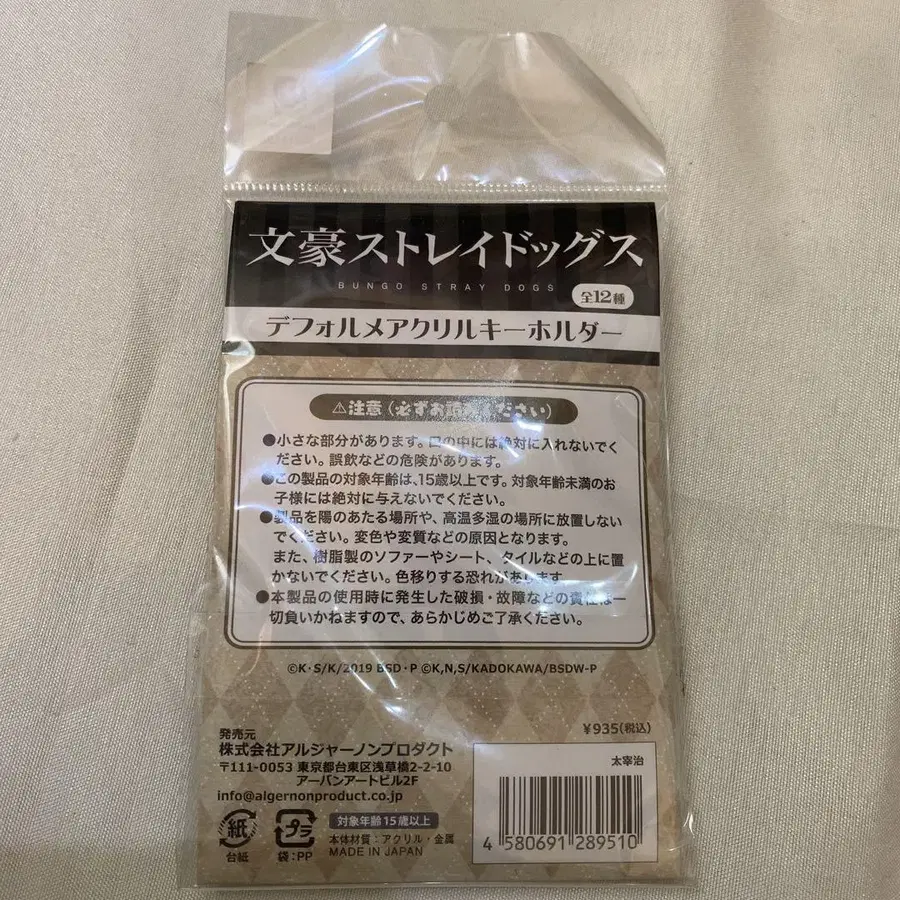 文豪ストレイドッグス
BUNGO STRAY DOGS
全12種
デフォルメアクリルキーホルダー
⚠注意(必ずお読みください)
●小さな部分があります。口の中には絶対に入れないでく
ださい。誤飲などの危険があります。
●この製品の対象年齢は、15歳以上です。対象年齢未満のお
子様には絶対に与えないでください。
●製品を陽のあたる場所や、高温多湿の場所に放置しない
でください。変色や変質などの原因となります。
また、樹脂製のソファーやシート、タイルなどの上に置
かないでください。色移りする恐れがあります。
●本製品の使用時に発生した破損・故障などの責任は一
切負いかねますので、あらかじめご了承ください。
©K・S/K/2019 BSD・P ©K,N,S/KADOKAWA/BSDW-P
¥935(税込)
発売元
株式会社アルジャーノンプロダクト
〒111-0053 東京都台東区浅草橋2-2-10
アーバンアートビル2F
info@algernonproduct.co.jp
紙
台紙
プラ
袋:PP
対象年齢15歳以上
本体材質:アクリル・金属
MADE IN JAPAN
太宰治
4 580691 289510